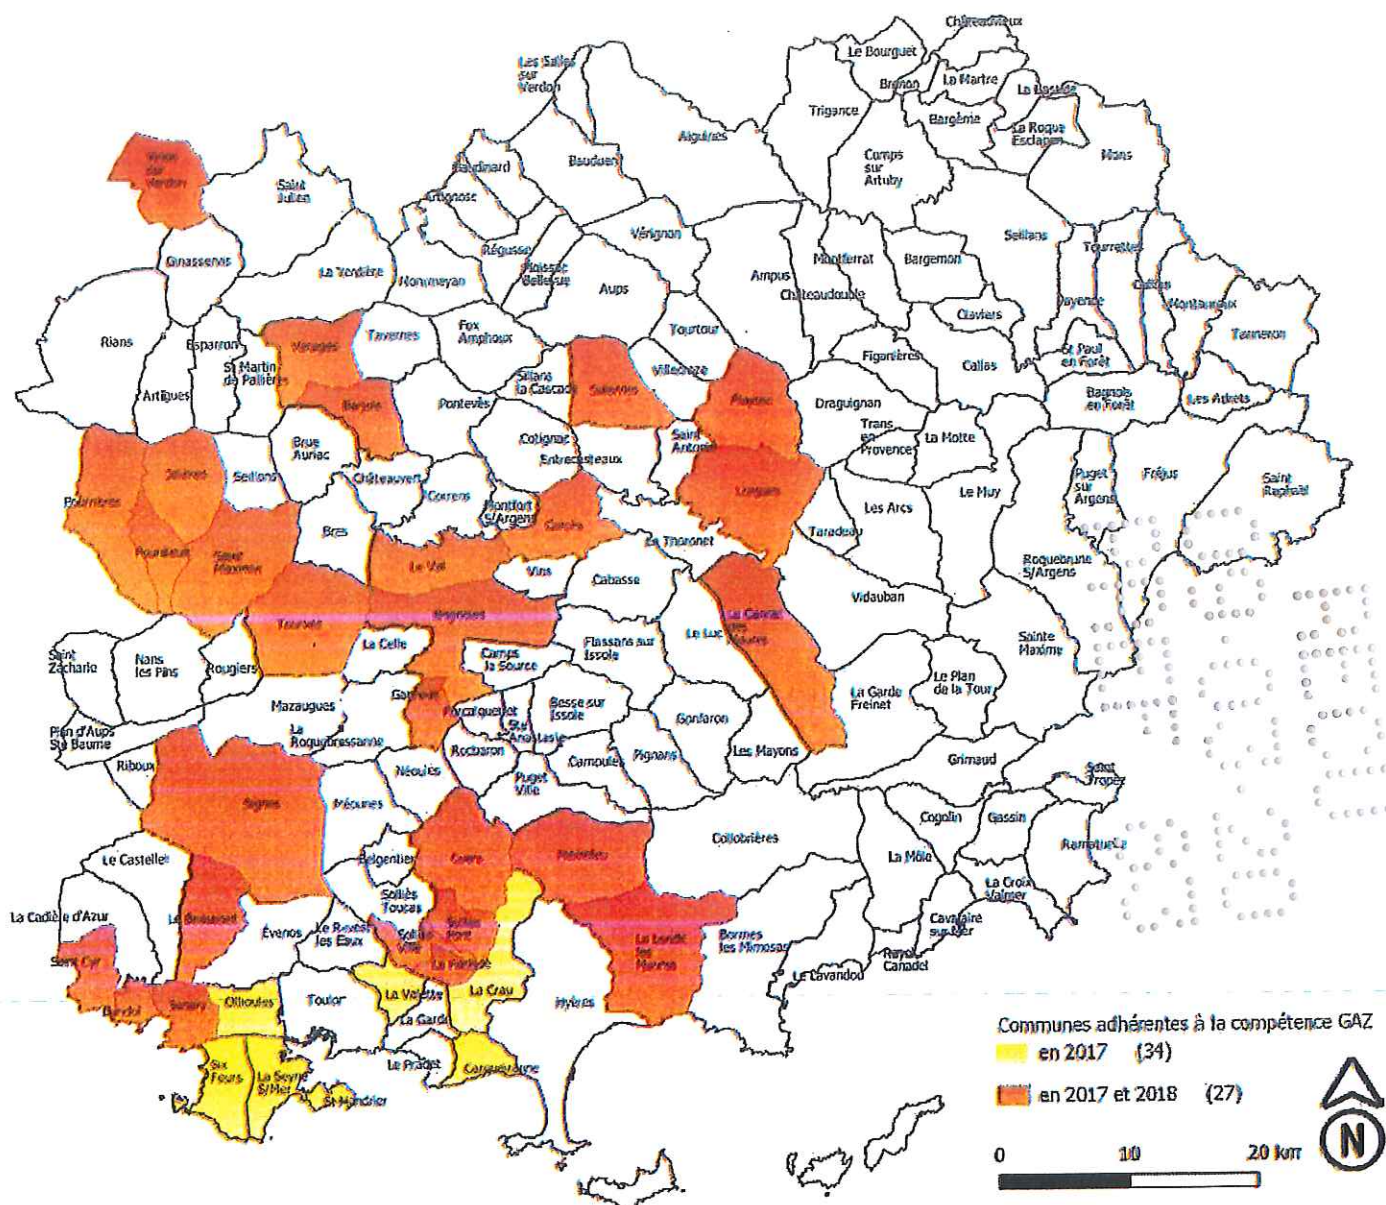 Châteauvieux
Le Bourguet
Les Salles
sur
Verdon
Brenon
La Martre
La Bastide
Trigance
Bargème
La Roque
Esclapon
Aiguines
Vinon
sur
Verdon
Baudinard
Bauduen
Comps
sur
Artuby
Mons
Saint
Julien
Artignosc
Vérignon
Seillans
Régusse
Tourrettes
Ginasservis
La Verdière
Moissac
Bellevue
Montmeyan
Aups
Ampus
Montferrat
Bargemon
Châteaudouble
Callian
Fayence
Montauroux
Claviers
Tavernes
Fox
Amphoux
Tourtour
Tanneron
Rians
Esparron
Varages
Figanières
St Paul
en Forêt
St Martin
de Pallières
Sillans
la Cascade
Villecroze
Callas
Artigues
Barjols
Pontevès
Salernes
Flayosc
Draguignan
Bagnols
en Forêt
Les Adrets
Trans
en
Provence
La Motte
Brue
Auriac
Cotignac
Saint
Antonin
Entrecasteaux
Seillons
Châteauvert
Correns
Lorgues
Le Muy
Puget
sur
Argens
Fréjus
Saint
Raphaël
Pourrières
Montfort
S/Argens
Carcès
Les Arcs
Bras
Taradeau
Pourcieux
Saint
Maximin
Le Val
Le Thoronet
Vins
Cabasse
Roquebrune
S/Argens
Vidauban
Tourves
Brignoles
Le Cannet
des
Maures
La Celle
Flassans sur
Issole
Le Luc
Sainte
Maxime
Saint
Zacharie
Nans
les Pins
Rougiers
Camps
la Source
La Garde
Freinet
Le Plan
de la Tour
Mazaugues
Garéoult
Forcalqueiret
Besse sur
Issole
Gonfaron
Plan d'Aups
Ste Baume
La
Roquebrussanne
Ste
Anastasie
Rocbaron
Pignans
Les Mayons
Riboux
Néoules
Puget
Ville
Carnoules
Grimaud
Saint
Tropez
Signes
Méounes
Cogolin
Gassin
Collobrières
Ramatuelle
Le Castellet
Belgentier
Cuers
Pierrefeu
La Môle
Solliès
Toucas
La Croix
Valmer
La Cadière d'Azur
Le Beausset
Évenos
Le Revest
les Eaux
Solliès
Ville
Solliès
Pont
La Londe
les
Maures
Bormes
les Mimosas
Cavalaire
sur Mer
Saint Cyr
La Farlède
Rayol
Canadel
Le Lavandou
Bandol
Sanary
Ollioules
Toulon
La Valette
La Crau
Hyères
La Garde
Six
Fours
La Seyne
S/Mer
Le Pradet
Carqueiranne
St Mandrier
Communes adhérentes à la compétence GAZ
en 2017 (34)
en 2017 et 2018 (27)
N
0 10 20 km